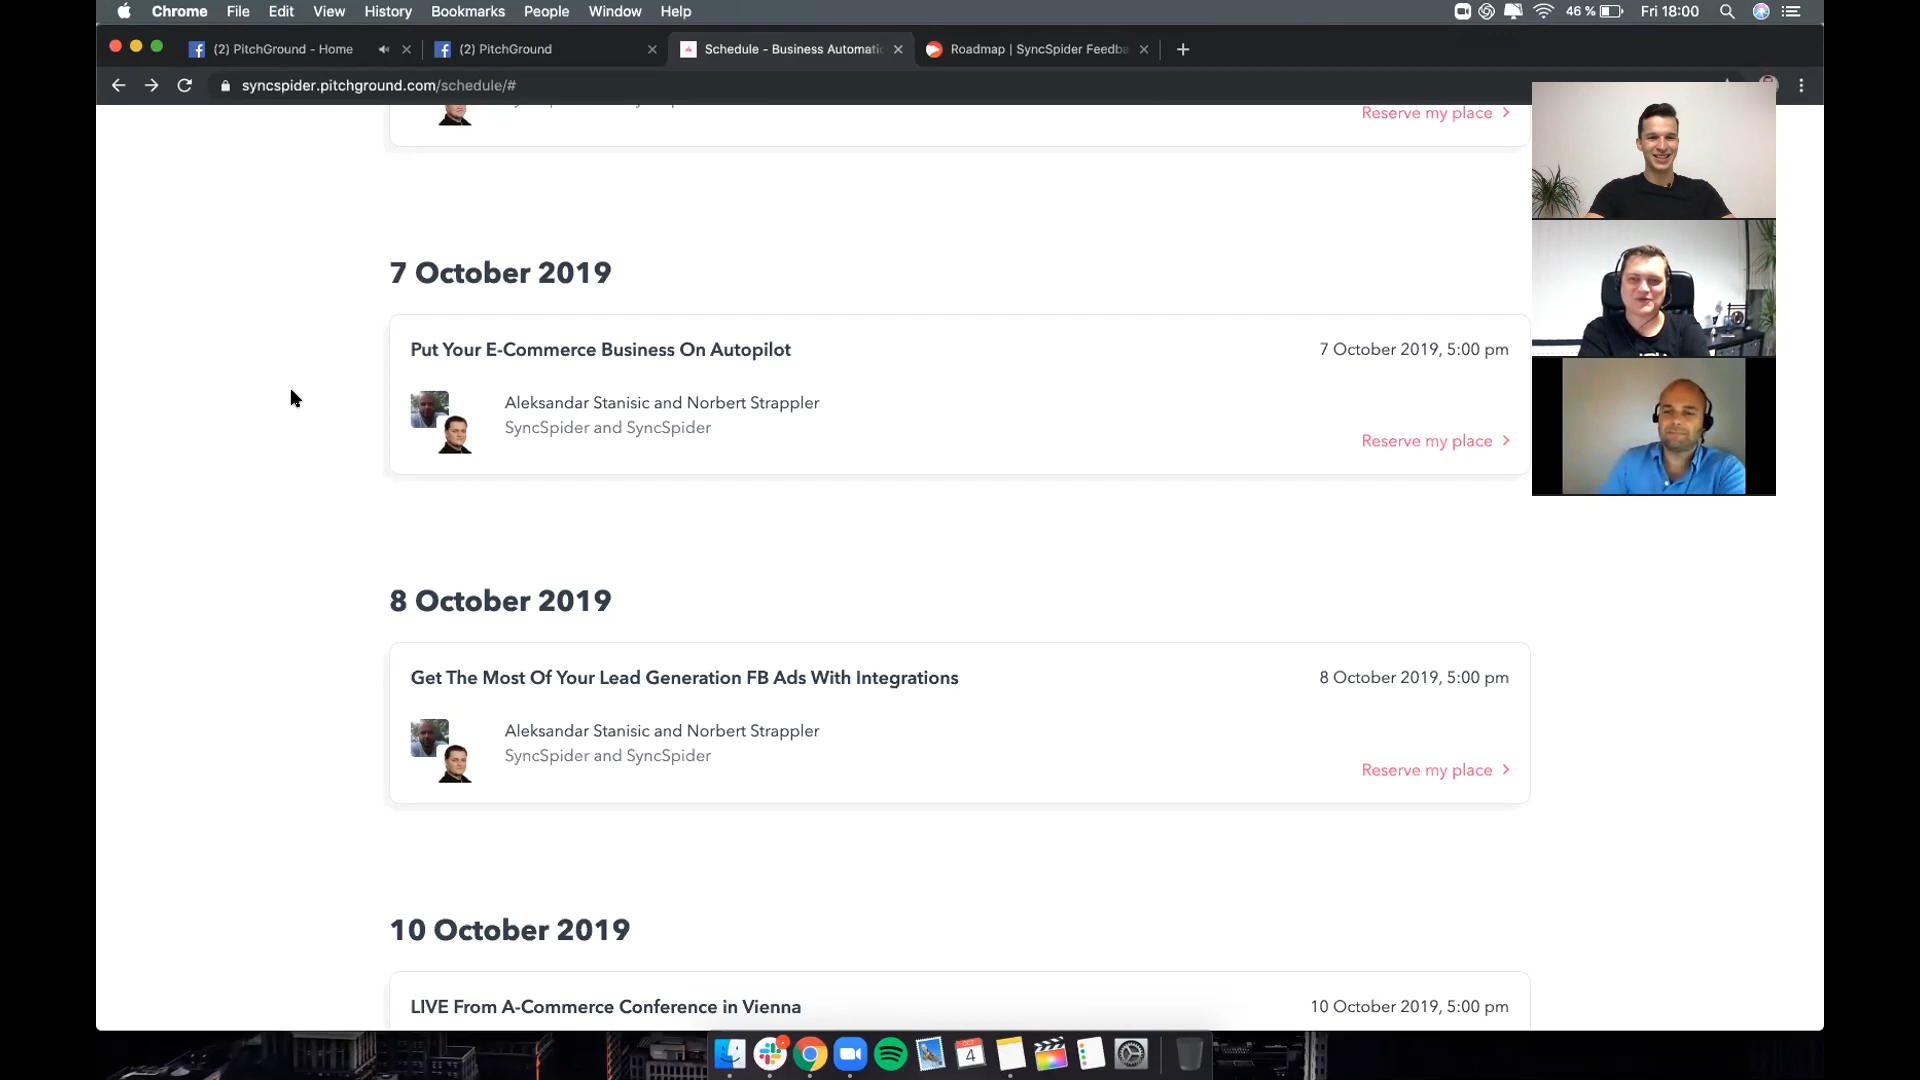 Chrome File Edit View History Bookmarks People Window Help 46 % Fri 18:00
(2) PitchGround - Home
(2) PitchGround
Schedule - Business Automati
Roadmap | SyncSpider Feedba
syncspider.pitchground.com/schedule/#
Reserve my place
7 October 2019
Put Your E-Commerce Business On Autopilot
7 October 2019, 5:00 pm
Aleksandar Stanisic and Norbert Strappler
SyncSpider and SyncSpider
Reserve my place
8 October 2019
Get The Most Of Your Lead Generation FB Ads With Integrations
8 October 2019, 5:00 pm
Aleksandar Stanisic and Norbert Strappler
SyncSpider and SyncSpider
Reserve my place
10 October 2019
LIVE From A-Commerce Conference in Vienna
10 October 2019, 5:00 pm
OCT
4